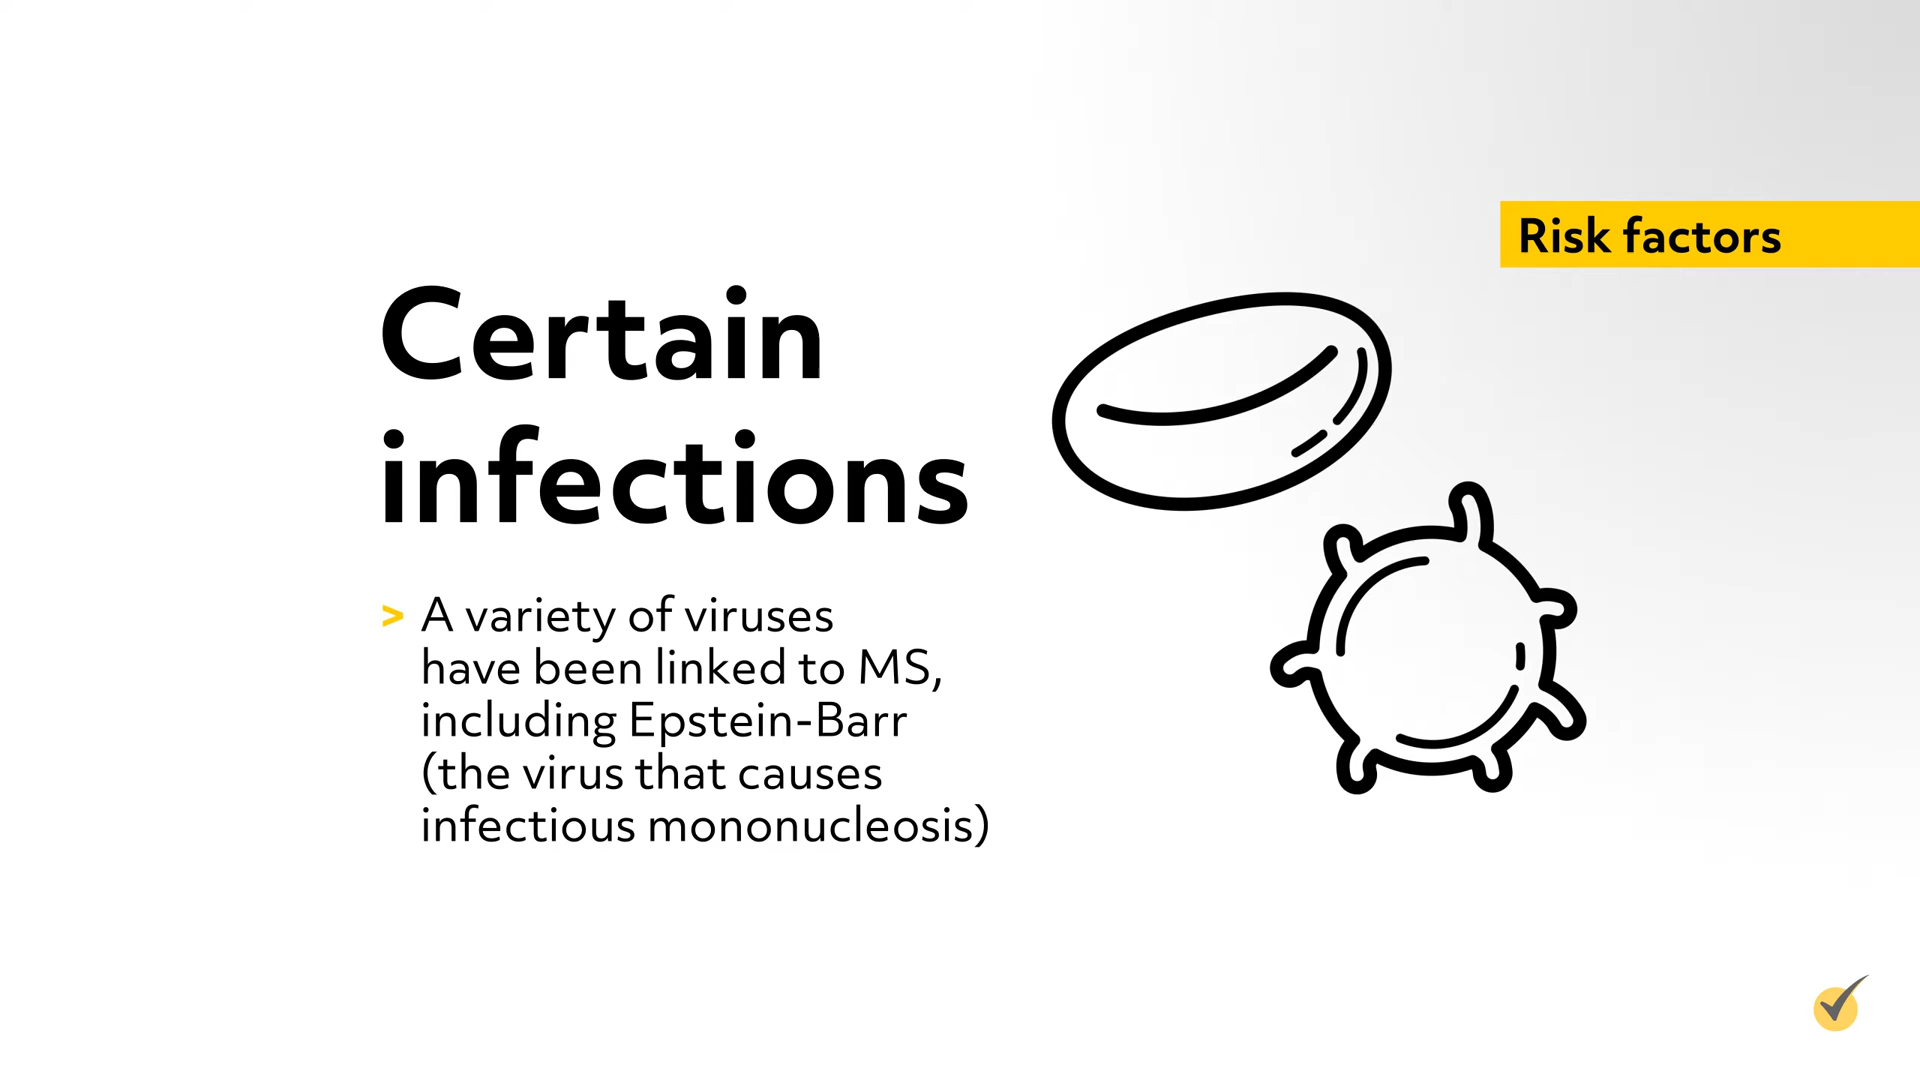 Risk factors
Certain
infections
> A variety of viruses
have been linked to MS,
including Epstein-Barr
(the virus that causes
infectious mononucleosis)